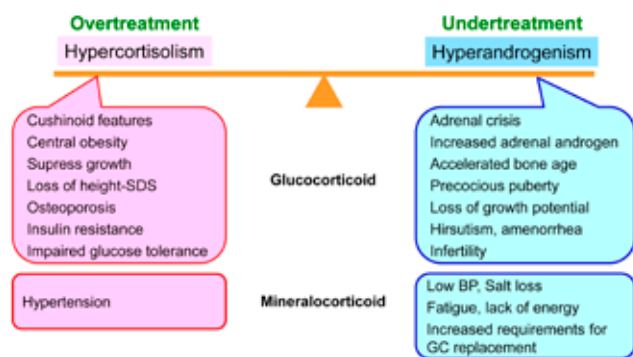 Overtreatment
Undertreatment
Hypercortisolism
Hyperandrogenism
Cushinoid features
Central obesity
Supress growth
Loss of height-SDS
Osteoporosis
Insulin resistance
Impaired glucose tolerance
Glucocorticoid
Adrenal crisis
Increased adrenal androgen
Accelerated bone age
Precocious puberty
Loss of growth potential
Hirsutism, amenorrhea
Infertility
Hypertension
Mineralocorticoid
Low BP, Salt loss
Fatigue, lack of energy
Increased requirements for
GC replacement